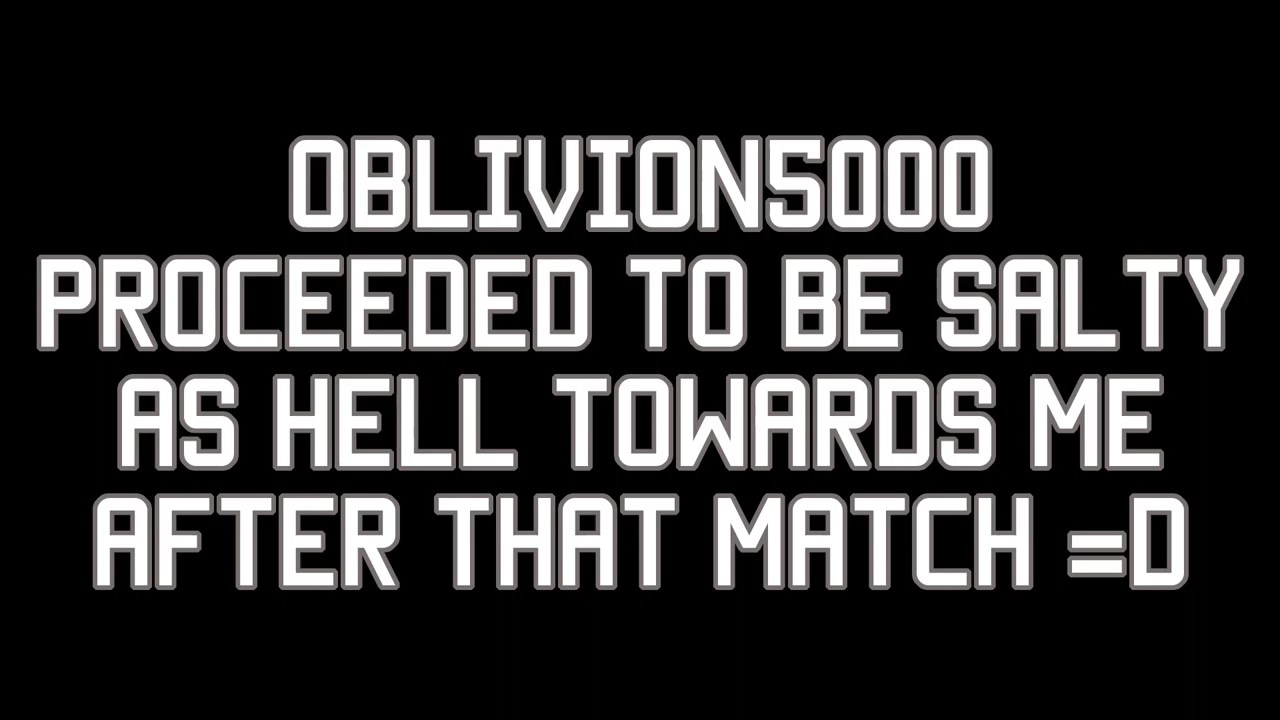 OBLIVION5000
PROCEEDED TO BE SALTY
AS HELL TOWARDS ME
AFTER THAT MATCH =D